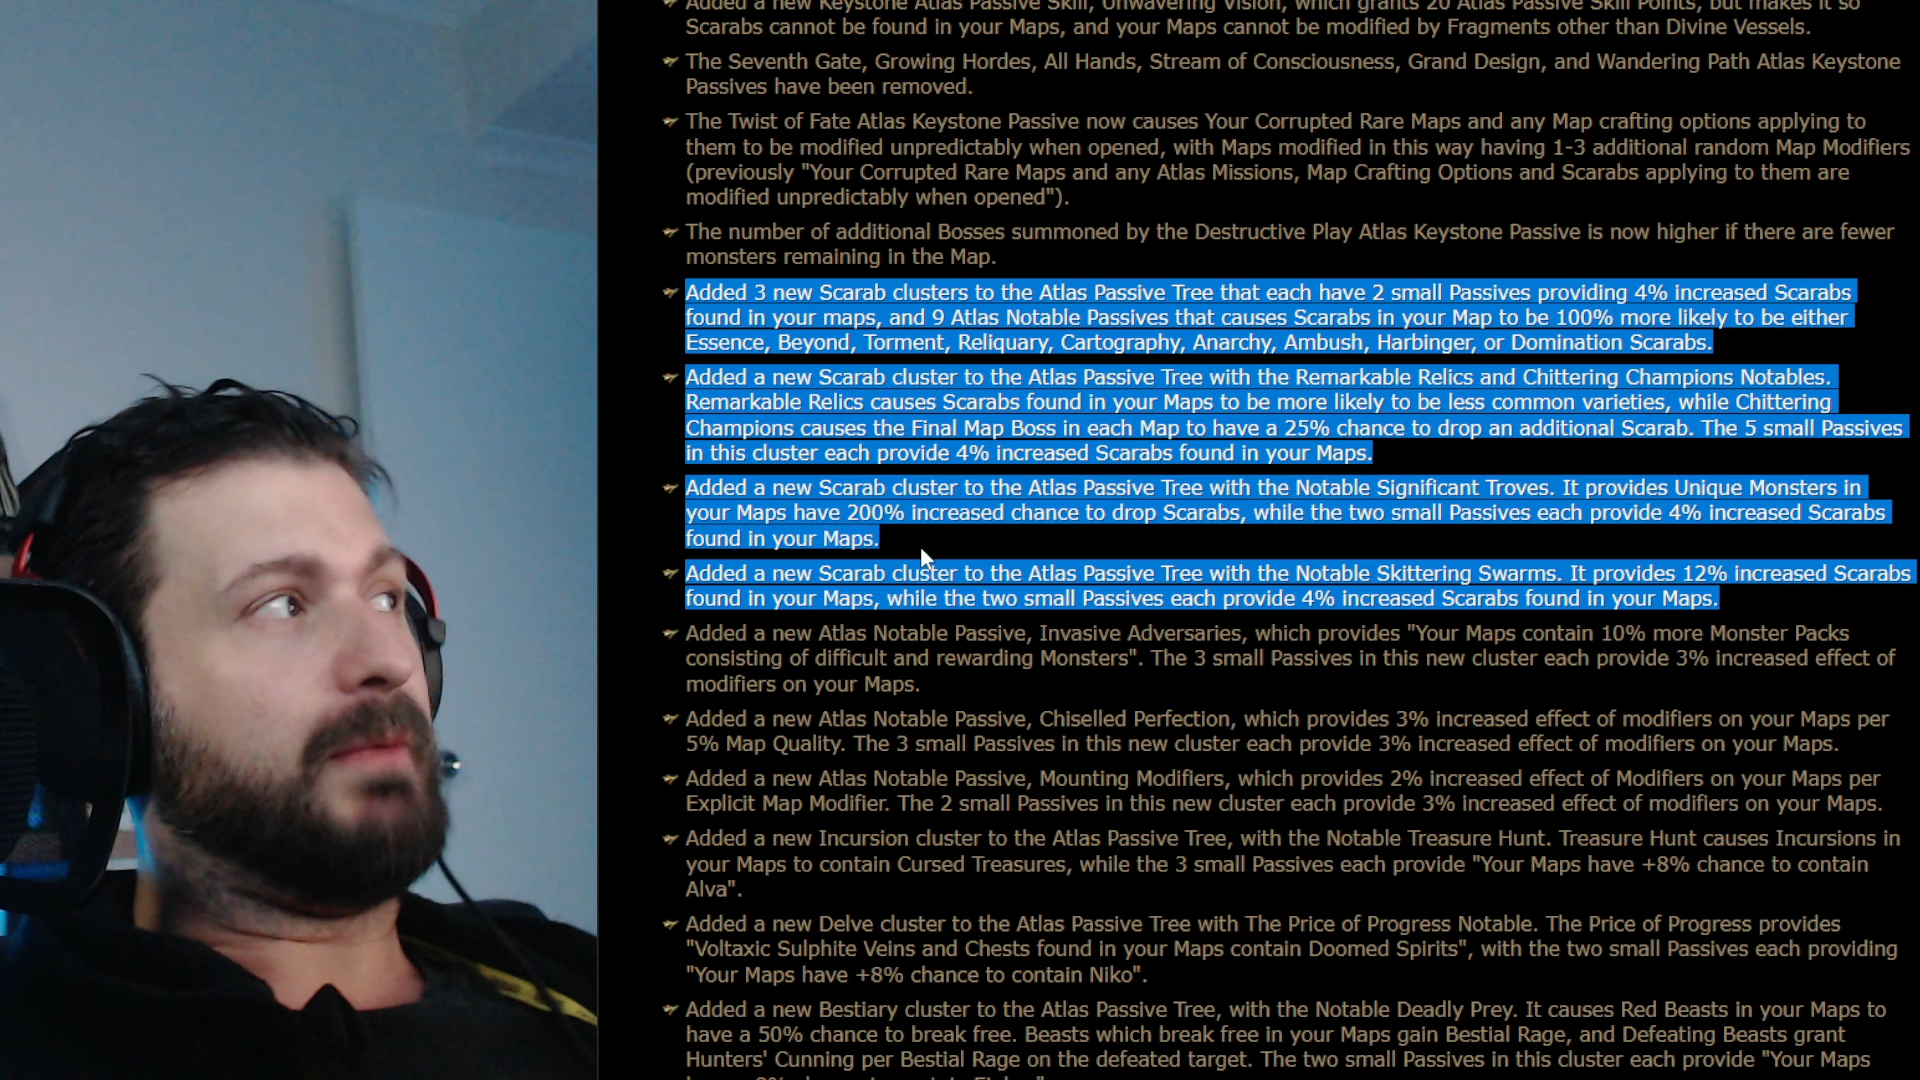 Added a new Keystone Atlas Passive Skill, Unwavering Vision, which grants 20 Atlas Passive Skill Points, but makes it so
Scarabs cannot be found in your Maps, and your Maps cannot be modified by Fragments other than Divine Vessels.
The Seventh Gate, Growing Hordes, All Hands, Stream of Consciousness, Grand Design, and Wandering Path Atlas Keystone
Passives have been removed.
The Twist of Fate Atlas Keystone Passive now causes Your Corrupted Rare Maps and any Map crafting options applying to
them to be modified unpredictably when opened, with Maps modified in this way having 1-3 additional random Map Modifiers
(previously "Your Corrupted Rare Maps and any Atlas Missions, Map Crafting Options and Scarabs applying to them are
modified unpredictably when opened").
The number of additional Bosses summoned by the Destructive Play Atlas Keystone Passive is now higher if there are fewer
monsters remaining in the Map.
Added 3 new Scarab clusters to the Atlas Passive Tree that each have 2 small Passives providing 4% increased Scarabs
found in your maps, and 9 Atlas Notable Passives that causes Scarabs in your Map to be 100% more likely to be either
Essence, Beyond, Torment, Reliquary, Cartography, Anarchy, Ambush, Harbinger, or Domination Scarabs.
Added a new Scarab cluster to the Atlas Passive Tree with the Remarkable Relics and Chittering Champions Notables.
Remarkable Relics causes Scarabs found in your Maps to be more likely to be less common varieties, while Chittering
Champions causes the Final Map Boss in each Map to have a 25% chance to drop an additional Scarab. The 5 small Passives
in this cluster each provide 4% increased Scarabs found in your Maps.
Added a new Scarab cluster to the Atlas Passive Tree with the Notable Significant Troves. It provides Unique Monsters in
your Maps have 200% increased chance to drop Scarabs, while the two small Passives each provide 4% increased Scarabs
found in your Maps.
Added a new Scarab cluster to the Atlas Passive Tree with the Notable Skittering Swarms. It provides 12% increased Scarabs
found in your Maps, while the two small Passives each provide 4% increased Scarabs found in your Maps.
Added a new Atlas Notable Passive, Invasive Adversaries, which provides "Your Maps contain 10% more Monster Packs
consisting of difficult and rewarding Monsters". The 3 small Passives in this new cluster each provide 3% increased effect of
modifiers on your Maps.
Added a new Atlas Notable Passive, Chiselled Perfection, which provides 3% increased effect of modifiers on your Maps per
5% Map Quality. The 3 small Passives in this new cluster each provide 3% increased effect of modifiers on your Maps.
Added a new Atlas Notable Passive, Mounting Modifiers, which provides 2% increased effect of Modifiers on your Maps per
Explicit Map Modifier. The 2 small Passives in this new cluster each provide 3% increased effect of modifiers on your Maps.
Added a new Incursion cluster to the Atlas Passive Tree, with the Notable Treasure Hunt. Treasure Hunt causes Incursions in
your Maps to contain Cursed Treasures, while the 3 small Passives each provide "Your Maps have +8% chance to contain
Alva".
Added a new Delve cluster to the Atlas Passive Tree with The Price of Progress Notable. The Price of Progress provides
"Voltaxic Sulphite Veins and Chests found in your Maps contain Doomed Spirits", with the two small Passives each providing
"Your Maps have +8% chance to contain Niko".
Added a new Bestiary cluster to the Atlas Passive Tree, with the Notable Deadly Prey. It causes Red Beasts in your Maps to
have a 50% chance to break free. Beasts which break free in your Maps gain Bestial Rage, and Defeating Beasts grant
Hunters' Cunning per Bestial Rage on the defeated target. The two small Passives in this cluster each provide "Your Maps